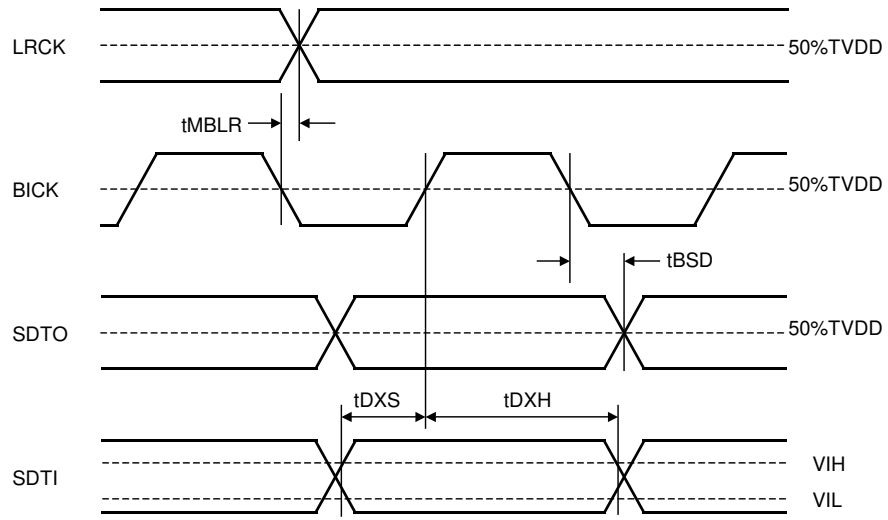 LRCK
50%TVDD
tMBLR
BICK
50%TVDD
tBSD
SDTO
50%TVDD
tDXS
tDXH
SDTI
VIH
VIL